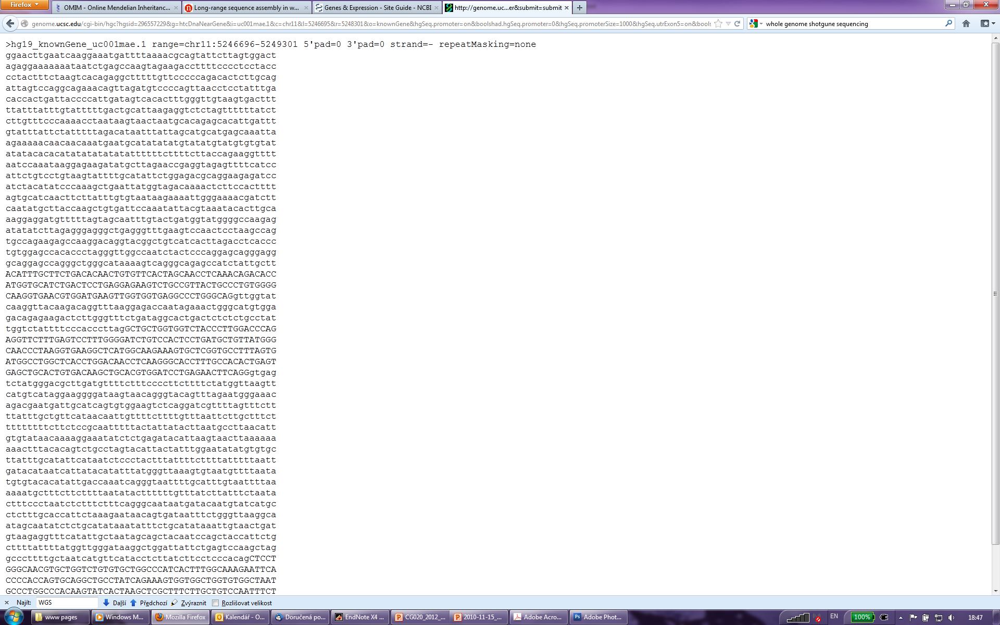 Firefox
OMIM - Online Mendelian Inheritanc...
Long-range sequence assembly in w...
Genes & Expression - Site Guide - NCBI
http://genome.uc...er&submit=submit
genome.ucsc.edu/cgi-bin/hgc?hgsid=296557229&g=htcDnaNearGene&i=uc001mae.1&c=chr11&l=5246695&r=5248301&o=knownGene&hgSeq.promoter=on&boolshad.hgSeq.promoter=0&hgSeq.promoterSize=1000&hgSeq.utrExon5=on&bools
whole genome shotgune sequencing
>hg19_knownGene_uc001mae.1 range=chr11:5246696-5249301 5'pad=0 3'pad=0 strand=- repeatMasking=none
ggaacttgaatcaaggaaatgattttaaaacgcagtattcttagtggact
agaggaaaaaaataatctgagccaagtagaagaccttttcccctcctacc
cctactttctaagtcacagaggctttttgttcccccagacactcttgcag
attagtccaggcagaaacagttagatgtccccagttaacctcctatttga
caccactgattaccccattgatagtcacactttgggttgtaagtgacttt
ttatttatttgtatttttgactgcattaagaggtctctagttttttatct
cttgtttcccaaaacctaataagtaactaatgcacagagcacattgattt
gtatttattctatttttagacataatttattagcatgcatgagcaaatta
agaaaaacaacaacaaatgaatgcatatatatgtatatgtatgtgtgtat
atatacacacatatatatatatattttttcttttcttaccagaaggtttt
aatccaaataaggagaagatatgcttagaaccgaggtagagttttcatcc
attctgtcctgtaagtattttgcatattctggagacgcaggaagagatcc
atctacatatcccaaagctgaattatggtagacaaaactcttccactttt
agtgcatcaacttcttatttgtgtaataagaaaattgggaaaacgatctt
caatatgcttaccaagctgtgattccaaatattacgtaaatacacttgca
aaggaggatgtttttagtagcaatttgtactgatggtatggggccaagag
atatatcttagagggagggctgagggtttgaagtccaactcctaagccag
tgccagaagagccaaggacaggtacggctgtcatcacttagacctcaccc
tgtggagccacaccctagggttggccaatctactcccaggagcagggagg
gcaggagccagggctgggcataaaagtcagggcagagccatctattgctt
ACATTTGCTTCTGACACAACTGTGTTCACTAGCAACCTCAAACAGACACC
ATGGTGCATCTGACTCCTGAGGAGAAGTCTGCCGTTACTGCCCTGTGGGG
CAAGGTGAACGTGGATGAAGTTGGTGGTGAGGCCCTGGGCAGgttggtat
caaggttacaagacaggtttaaggagaccaatagaaactgggcatgtgga
gacagagaagactcttgggtttctgataggcactgactctctctgcctat
tggtctattttcccacccttagGCTGCTGGTGGTCTACCCTTGGACCCAG
AGGTTCTTTGAGTCCTTTGGGGATCTGTCCACTCCTGATGCTGTTATGGG
CAACCCTAAGGTGAAGGCTCATGGCAAGAAAGTGCTCGGTGCCTTTAGTG
ATGGCCTGGCTCACCTGGACAACCTCAAGGGCACCTTTGCCACACTGAGT
GAGCTGCACTGTGACAAGCTGCACGTGGATCCTGAGAACTTCAGGgtgag
tctatgggacgcttgatgttttctttccccttcttttctatggttaagtt
catgtcataggaaggggataagtaacagggtacagtttagaatgggaaac
agacgaatgattgcatcagtgtggaagtctcaggatcgttttagtttctt
ttatttgctgttcataacaattgttttcttttgtttaattcttgctttct
ttttttttcttctccgcaatttttactattatacttaatgccttaacatt
gtgtataacaaaaggaaatatctctgagatacattaagtaacttaaaaaa
aaactttacacagtctgcctagtacattactatttggaatatatgtgtgc
ttatttgcatattcataatctccctactttattttcttttatttttaatt
gatacataatcattatacatatttatgggttaaagtgtaatgttttaata
tgtgtacacatattgaccaaatcagggtaattttgcatttgtaattttaa
aaaatgctttcttcttttaatatacttttttgtttatcttatttctaata
ctttccctaatctctttctttcagggcaataatgatacaatgtatcatgc
ctctttgcaccattctaaagaataacagtgataatttctgggttaaggca
atagcaatatctctgcatataaatatttctgcatataaattgtaactgat
gtaagaggtttcatattgctaatagcagctacaatccagctaccattctg
cttttattttatggttgggataaggctggattattctgagtccaagctag
gcccttttgctaatcatgttcatacctcttatcttcctcccacagCTCCT
GGGCAACGTGCTGGTCTGTGTGCTGGCCCATCACTTTGGCAAAGAATTCA
CCCCACCAGTGCAGGCTGCCTATCAGAAAGTGGTGGCTGGTGTGGCTAAT
GCCCTGGCCCACAAGTATCACTAAGCTCGCTTTCTTGCTGTCCAATTTCT
Najít:
WGS
Další
Předchozí
Zvýraznit
Rozlišovat velikost
www pages
Windows M...
Mozilla Firefox
Kalendář - O...
Doručená po...
EndNote X4 ...
CG020_2012_...
2010-11-15_...
Adobe Acro...
Adobe Phot...
EN
100%
18:47